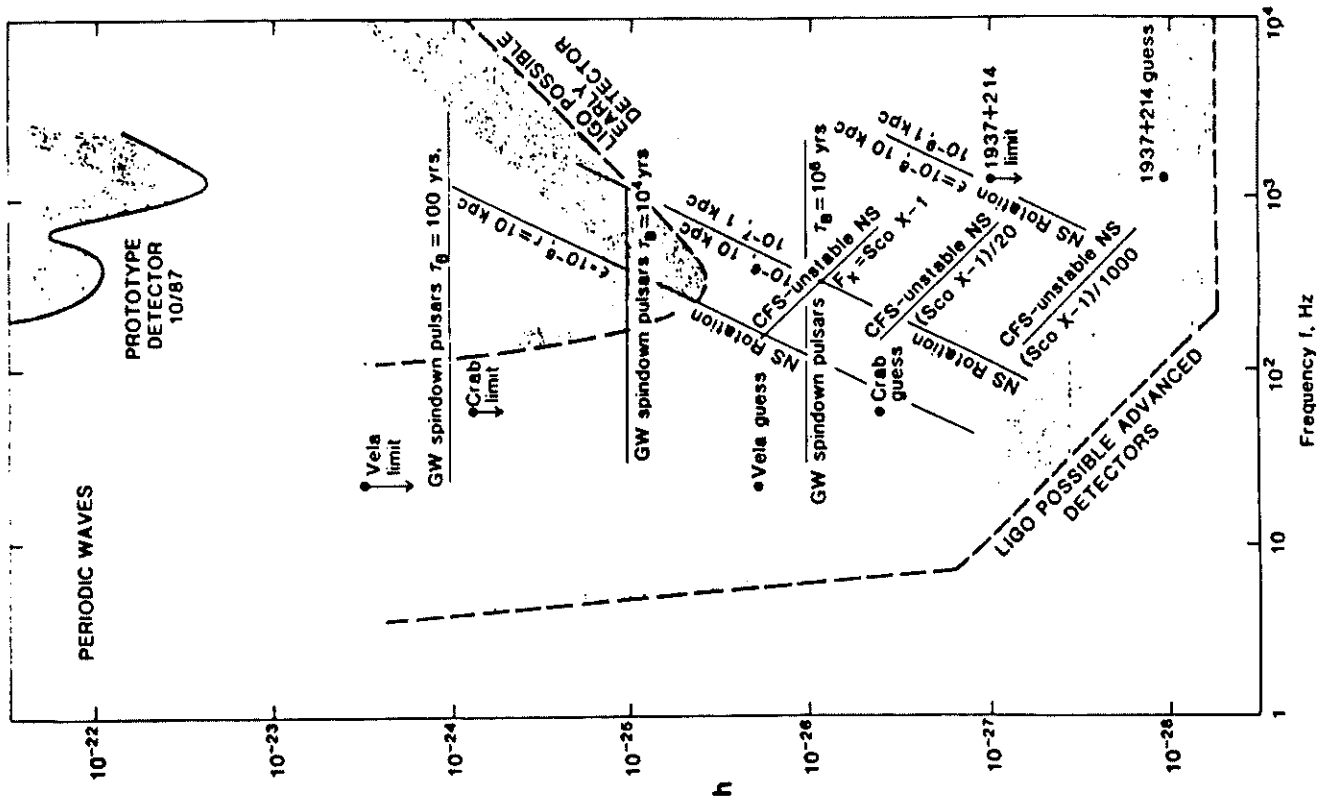 PERIODIC WAVES
PROTOTYPE
DETECTOR
10/87
10⁻²²
10⁻²³
10⁻²⁴
10⁻²⁵
10⁻²⁶
10⁻²⁷
10⁻²⁸
h
Vela
limit
GW spindown pulsars τ_B = 100 yrs.
Crab
limit
ε=10⁻⁵, r=10 kpc
LIGO POSSIBLE
EARLY
DETECTOR
GW spindown pulsars τ_B = 10⁴ yrs
NS Rotation
10⁻⁶, 10 kpc
10⁻⁷, 1 kpc
Vela guess
GW spindown pulsars τ_B = 10⁶ yrs
CFS-unstable NS
Fₓ = Sco X-1
Crab
guess
CFS-unstable NS
(Sco X-1)/20
NS Rotation
CFS-unstable NS
(Sco X-1)/1000
NS Rotation
ε=10⁻⁸, 10 kpc
10⁻⁹, 1 kpc
1937+214
limit
1937+214 guess
LIGO POSSIBLE ADVANCED
DETECTORS
1
10
10²
10³
10⁴
Frequency f, Hz